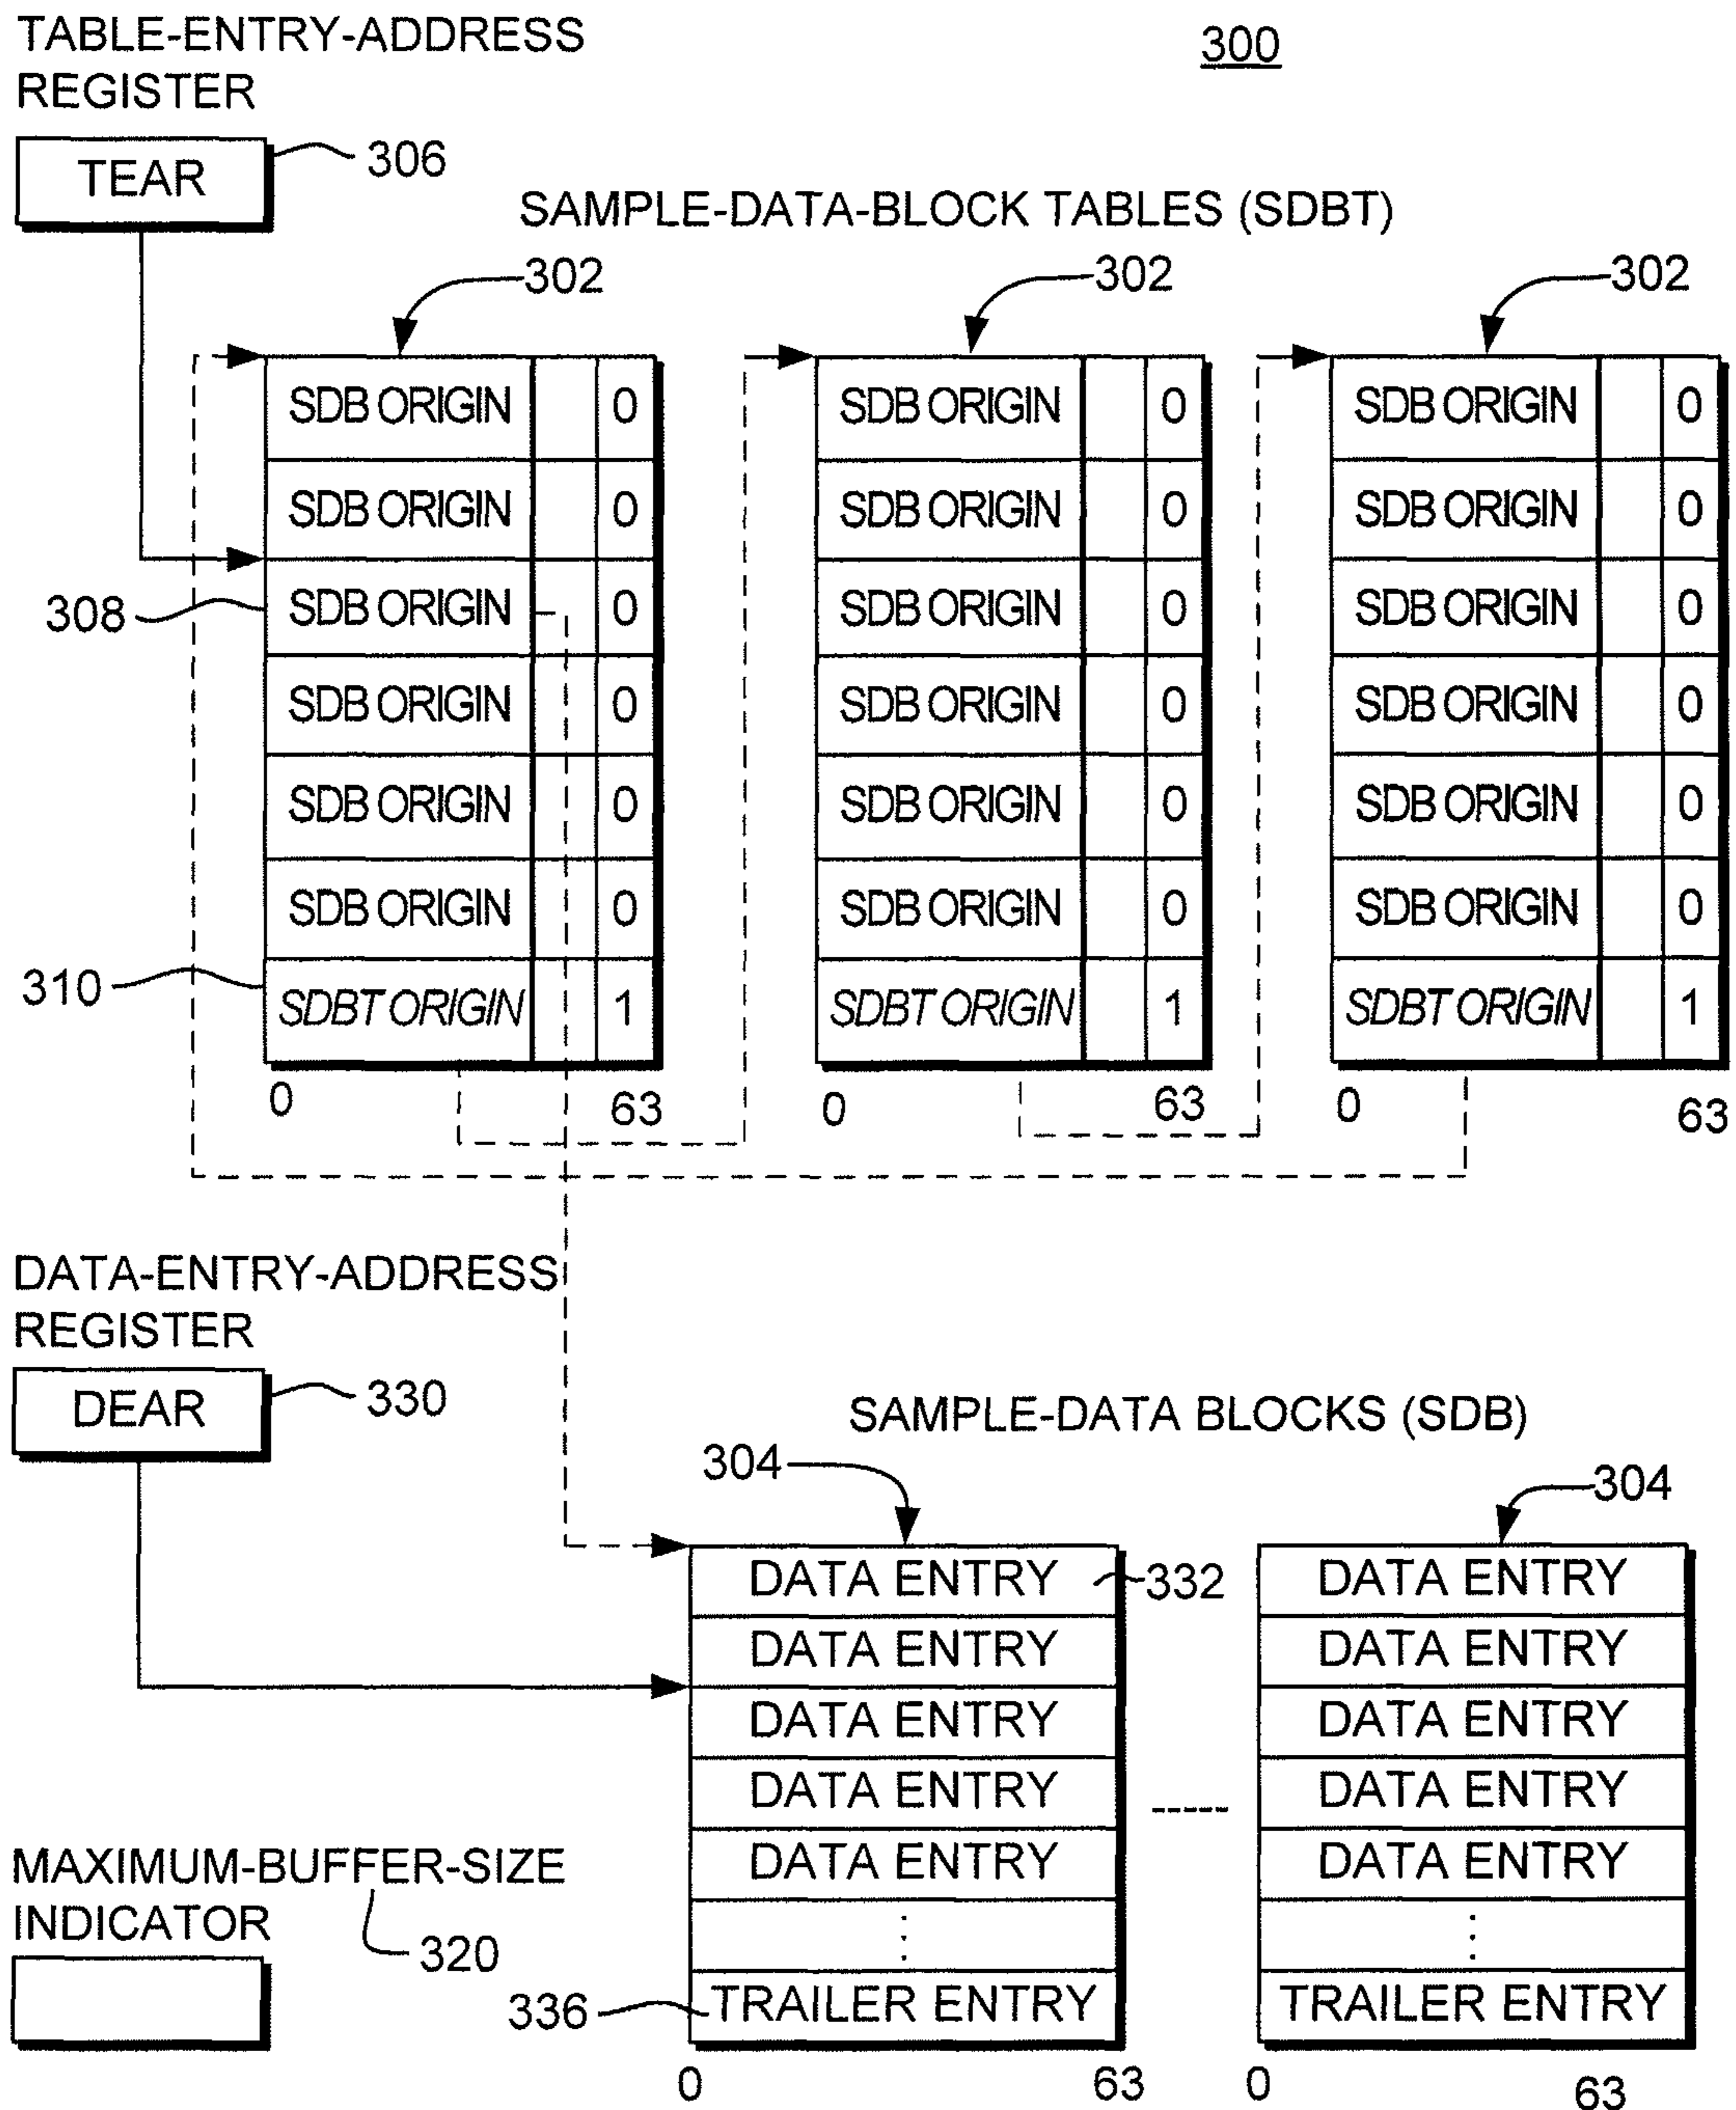 TABLE-ENTRY-ADDRESS
REGISTER
300
TEAR
306
SAMPLE-DATA-BLOCK TABLES (SDBT)
302 302 302
SDB ORIGIN 0 SDB ORIGIN 0 SDB ORIGIN 0
SDB ORIGIN 0 SDB ORIGIN 0 SDB ORIGIN 0
308 SDB ORIGIN 0 SDB ORIGIN 0 SDB ORIGIN 0
SDB ORIGIN 0 SDB ORIGIN 0 SDB ORIGIN 0
SDB ORIGIN 0 SDB ORIGIN 0 SDB ORIGIN 0
SDB ORIGIN 0 SDB ORIGIN 0 SDB ORIGIN 0
310 SDBT ORIGIN 1 SDBT ORIGIN 1 SDBT ORIGIN 1
0 63 0 63 0 63
DATA-ENTRY-ADDRESS
REGISTER
DEAR
330
SAMPLE-DATA BLOCKS (SDB)
304 304
DATA ENTRY 332 DATA ENTRY
DATA ENTRY DATA ENTRY
DATA ENTRY DATA ENTRY
DATA ENTRY DATA ENTRY
DATA ENTRY DATA ENTRY
MAXIMUM-BUFFER-SIZE
INDICATOR
320
336 TRAILER ENTRY TRAILER ENTRY
0 63 0 63